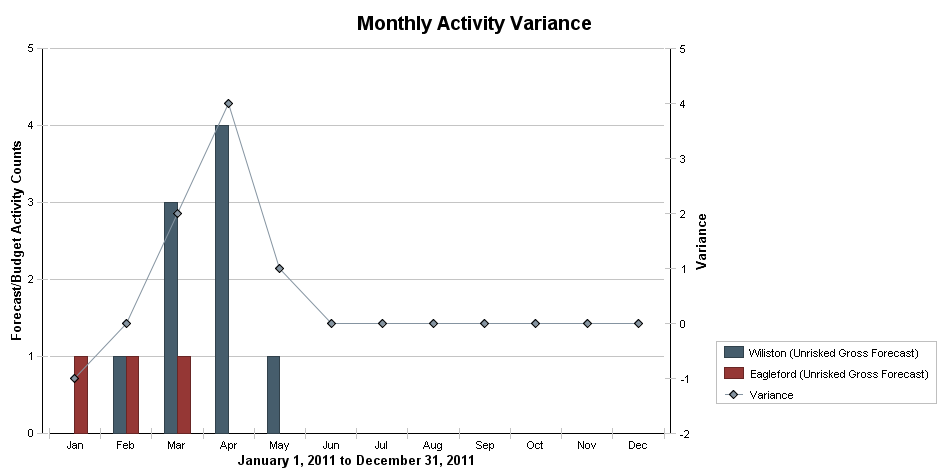 Monthly Activity Variance
Forecast/Budget Activity Counts
5
4
3
2
1
0
5
4
3
2
1
0
-1
-2
Variance
Jan Feb Mar Apr May Jun Jul Aug Sep Oct Nov Dec
January 1, 2011 to December 31, 2011
Wiliston (Unrisked Gross Forecast)
Eagleford (Unrisked Gross Forecast)
Variance